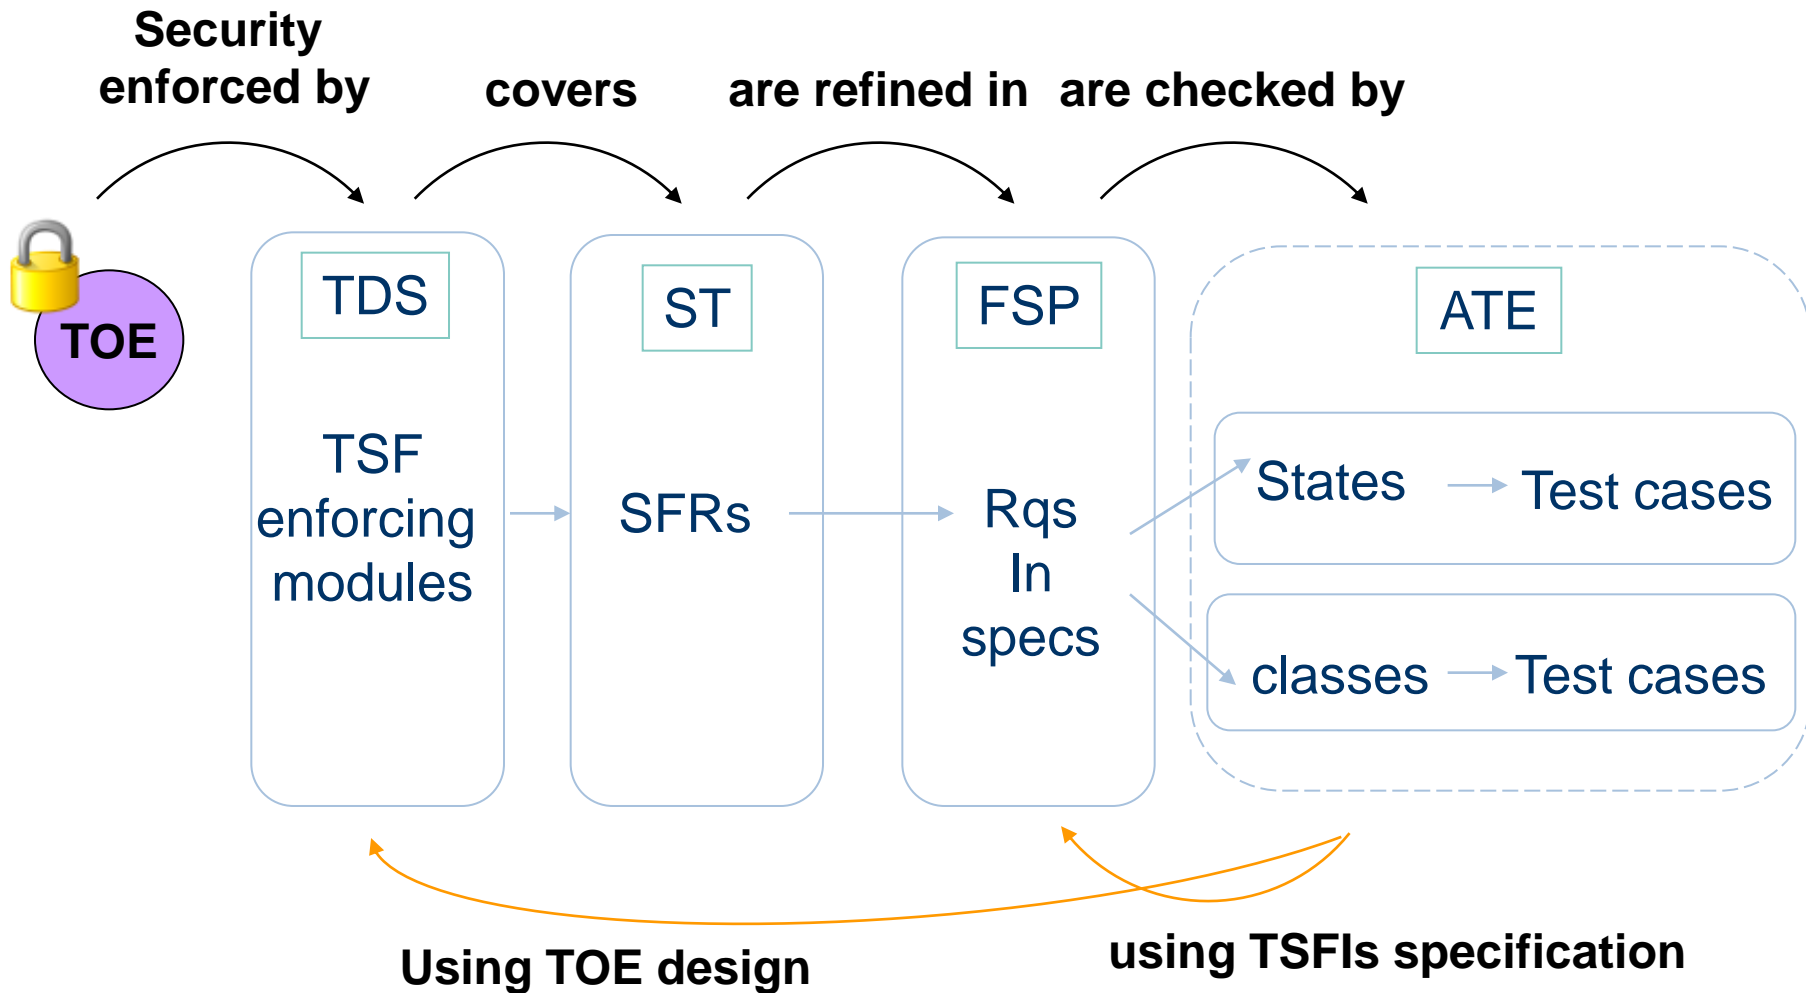 Security
enforced by
covers
are refined in
are checked by
TOE
TDS
TSF
enforcing
modules
ST
SFRs
FSP
Rqs
In
specs
ATE
States
Test cases
classes
Test cases
Using TOE design
using TSFIs specification